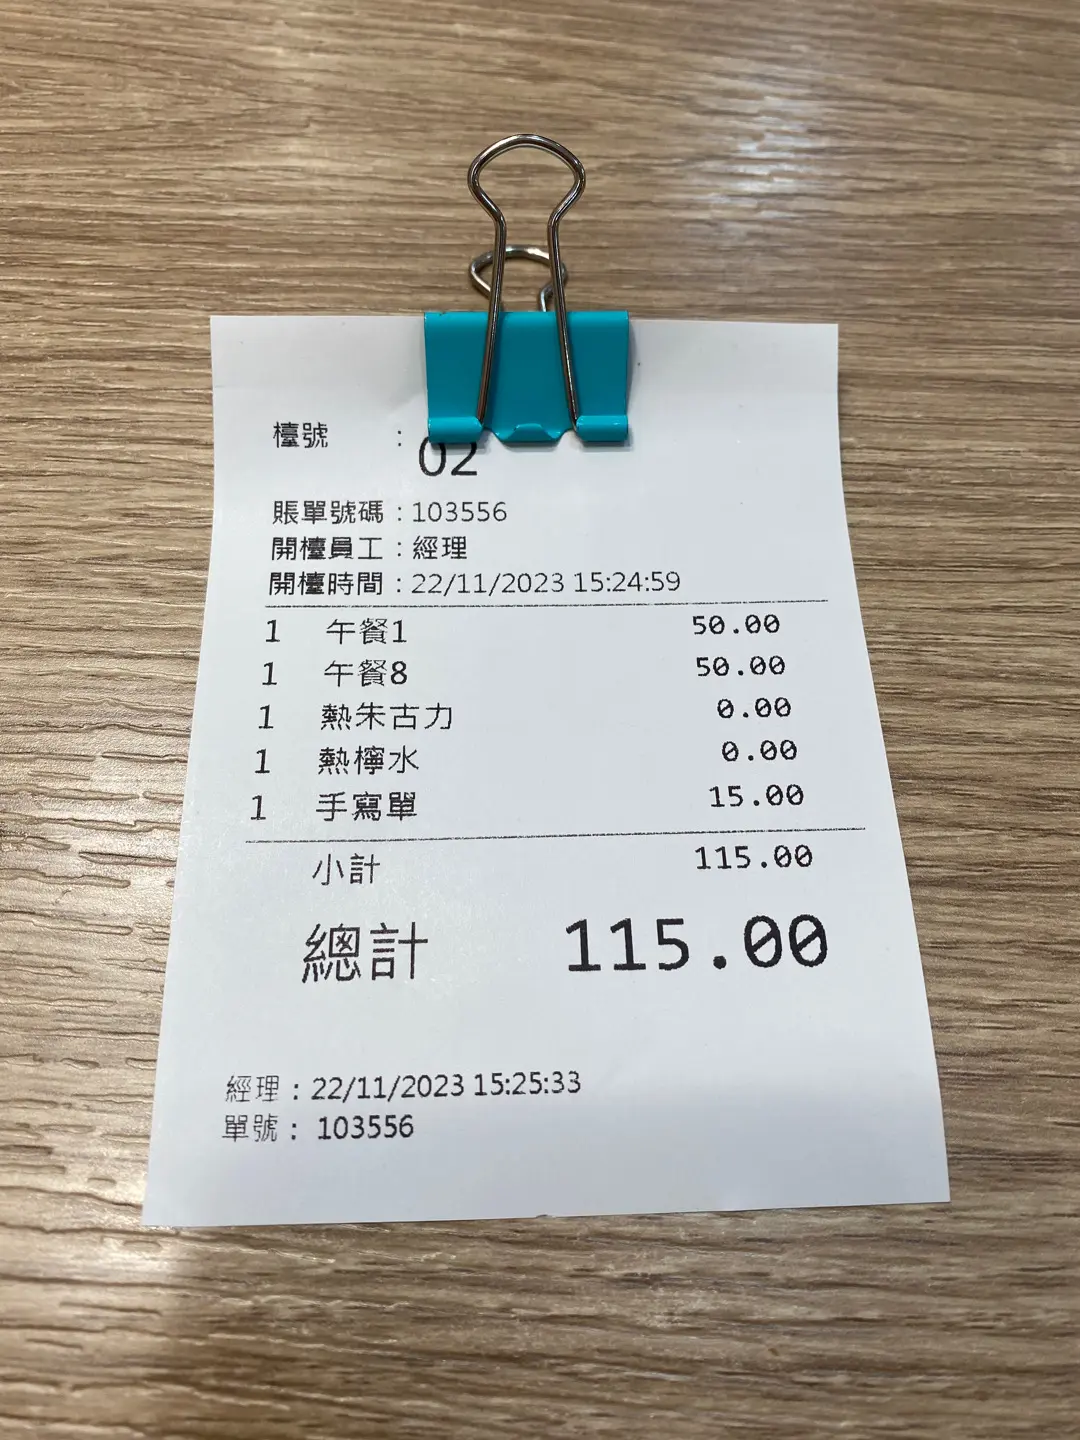 檯號 : 02
賬單號碼 : 103556
開檯員工 : 經理
開檯時間 : 22/11/2023 15:24:59
1 午餐1 50.00
1 午餐8 50.00
1 熱朱古力 0.00
1 熱檸水 0.00
1 手寫單 15.00
小計 115.00
總計 115.00
經理 : 22/11/2023 15:25:33
單號 : 103556